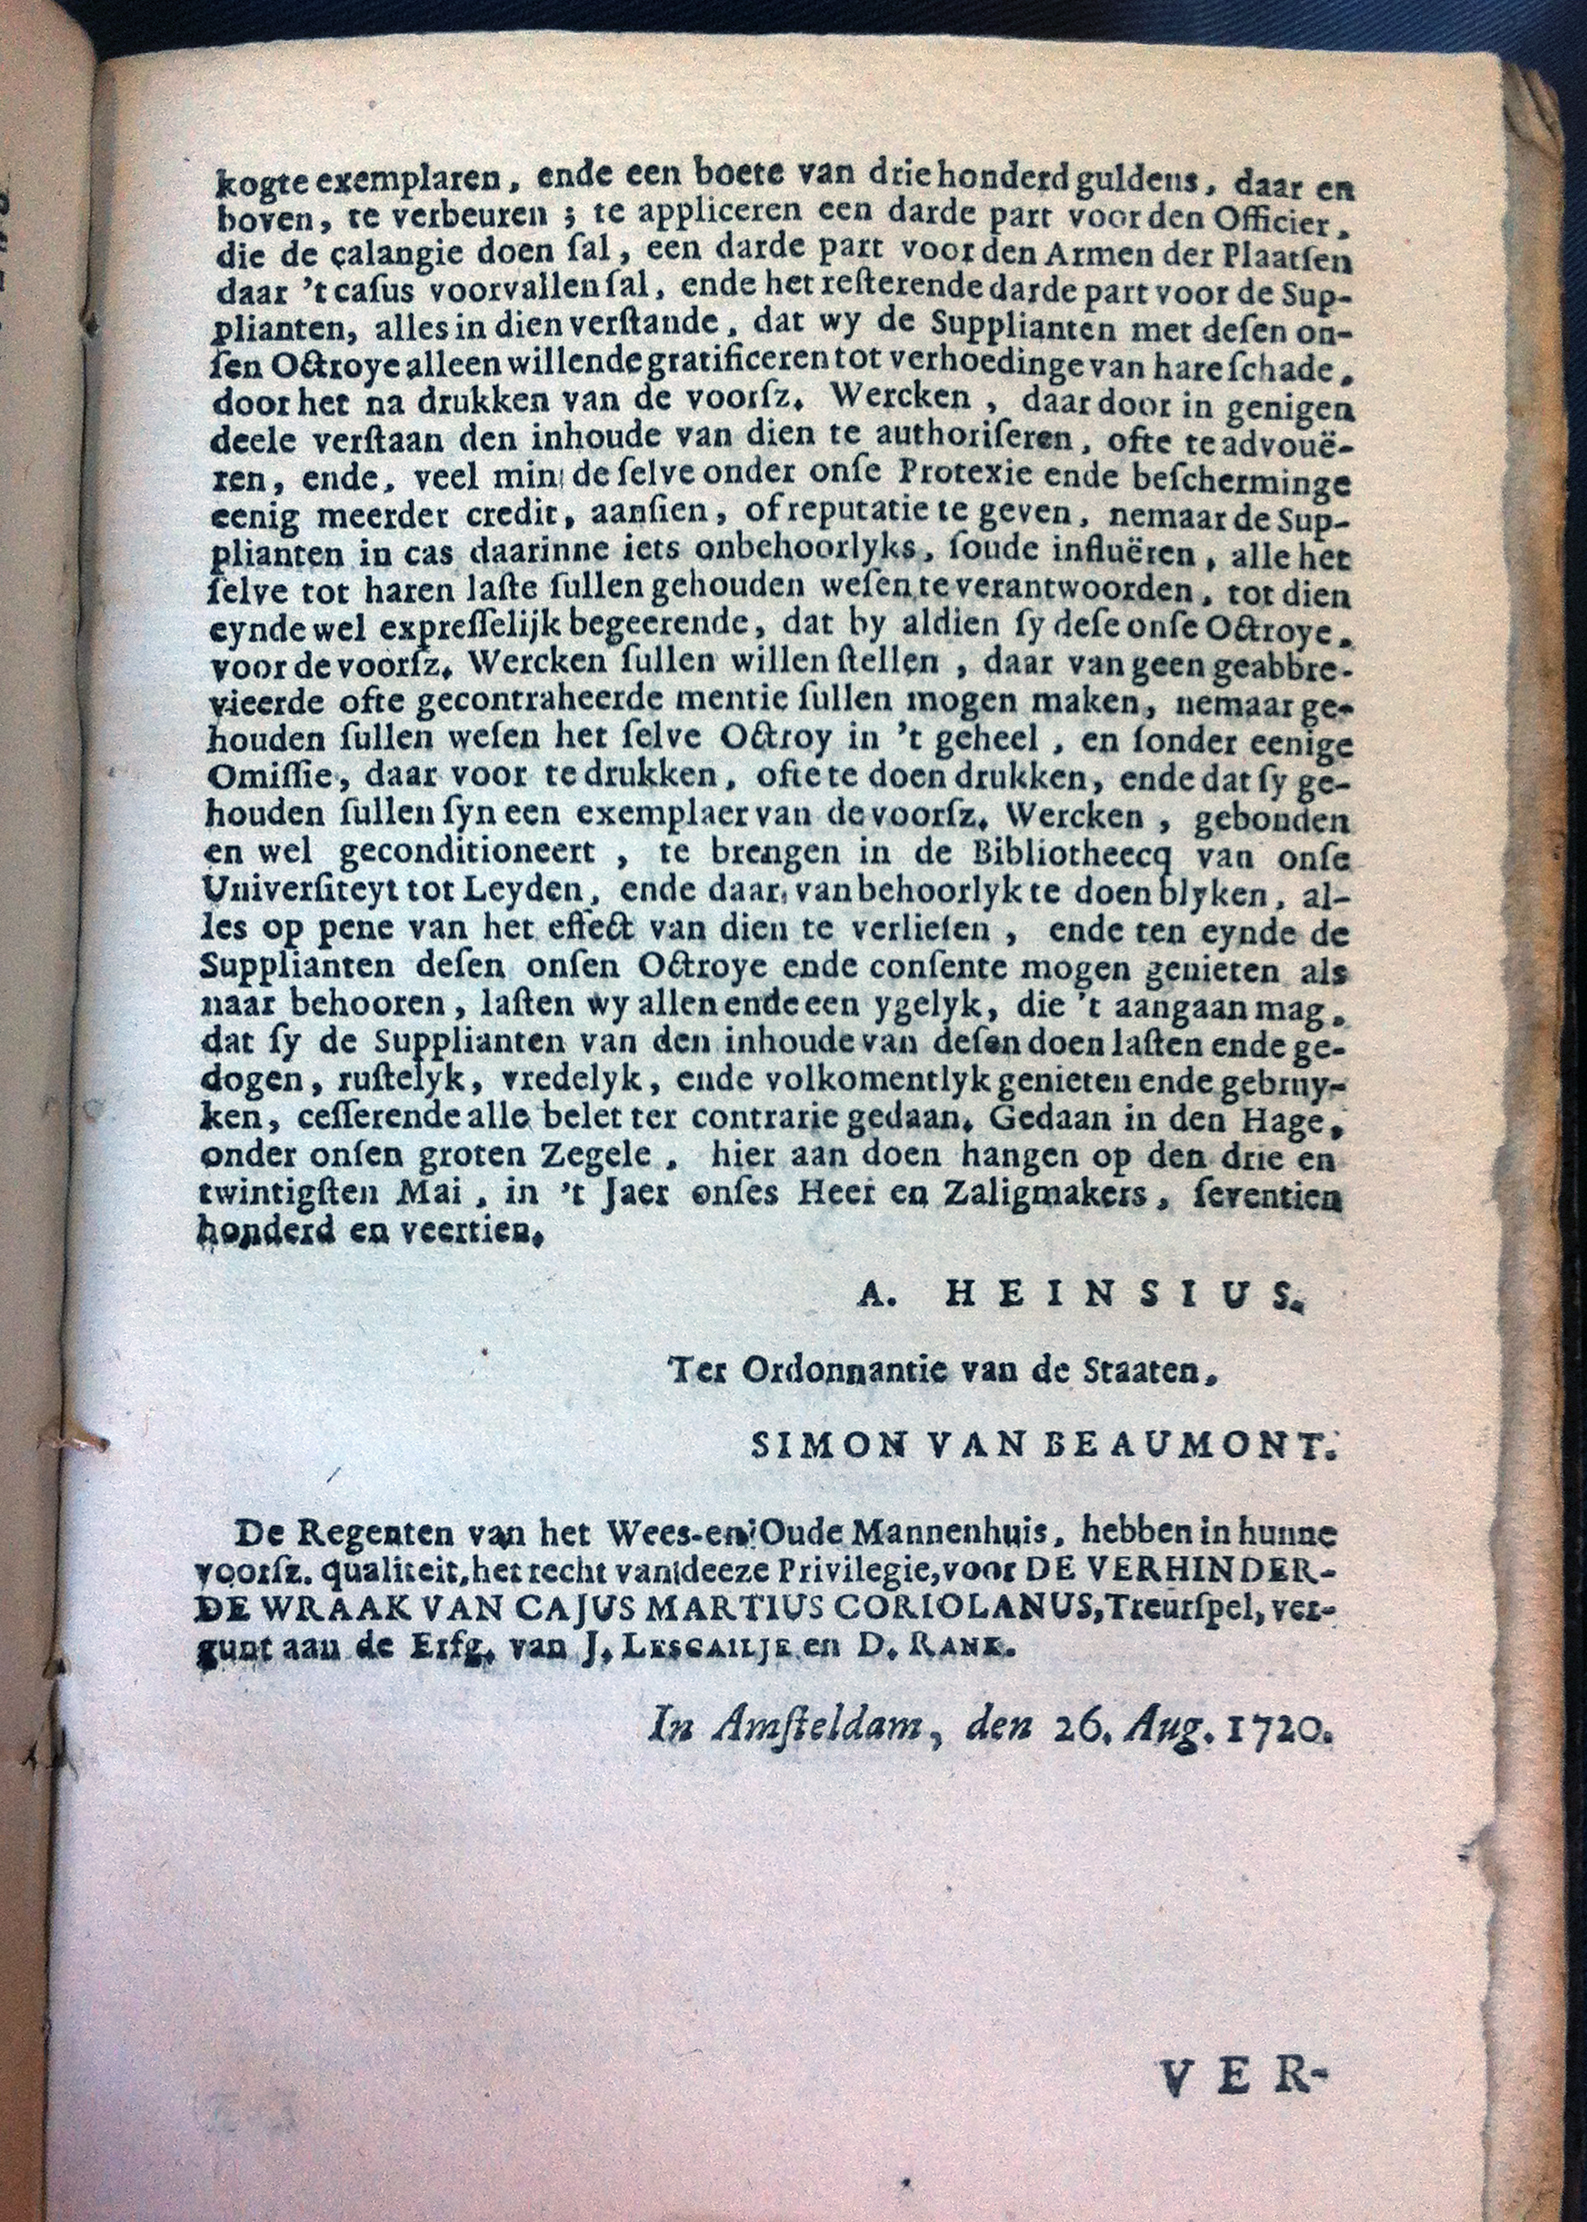 kogte exemplaren, ende een boete van drie honderd guldens, daar en
boven, te verbeuren ; te appliceren een darde part voor den Officier,
die de calangie doen ſal, een darde part voor den Armen der Plaatſen
daar 't caſus voorvallen ſal, ende het reſterende darde part voor de Sup-
plianten, alles in dien verſtande, dat wy de Supplianten met deſen on-
ſen Octroye alleen willende gratificeren tot verhoedinge van hare ſchade,
door het na drukken van de voorſz. Wercken, daar door in genigen
deele verſtaan den inhoude van dien te authoriſeren, ofte te advouë-
ren, ende, veel min de ſelve onder onſe Protexie ende beſcherminge
eenig meerder credit, aanſien, of reputatie te geven, nemaar de Sup-
plianten in cas daarinne iets onbehoorlyks, ſoude influëren, alle het
ſelve tot haren laſte ſullen gehouden weſen te verantwoorden, tot dien
eynde wel expreſſelijk begeerende, dat by aldien ſy deſe onſe Octroye,
voor de voorſz. Wercken ſullen willen ſtellen, daar van geen geabbre-
vieerde ofte gecontraheerde mentie ſullen mogen maken, nemaar ge-
houden ſullen weſen het ſelve Octroy in 't geheel, en ſonder eenige
Omiſſie, daar voor te drukken, ofte te doen drukken, ende dat ſy ge-
houden ſullen ſyn een exemplaer van de voorſz. Wercken, gebonden
en wel geconditioneert, te brengen in de Bibliotheecq van onſe
Univerſiteyt tot Leyden, ende daar van behoorlyk te doen blyken, al-
les op pene van het effect van dien te verlieſen, ende ten eynde de
Supplianten deſen onſen Octroye ende conſente mogen genieten als
naar behooren, laſten wy allen ende een ygelyk, die 't aangaan mag,
dat ſy de Supplianten van den inhoude van deſen doen laſten ende ge-
dogen, ruſtelyk, vredelyk, ende volkomentlyk genieten ende gebruy-
ken, ceſſerende alle belet ter contrarie gedaan. Gedaan in den Hage,
onder onſen groten Zegele, hier aan doen hangen op den drie en
twintigſten Mai, in 't Jaer onſes Heer en Zaligmakers, ſeventien
honderd en veertien.
A. HEINSIUS.
Ter Ordonnantie van de Staaten,
SIMON VAN BEAUMONT.
De Regenten van het Wees-en Oude Mannenhuis, hebben in hunne
voorſz. qualiteit, het recht van deeze Privilegie, voor DE VERHINDER-
DE WRAAK VAN CAJUS MARTIUS CORIOLANUS, Treurſpel, ver-
gunt aan de Erfg. van J. LESCAILJE en D. RANK.
In Amſteldam, den 26. Aug. 1720.
VER-